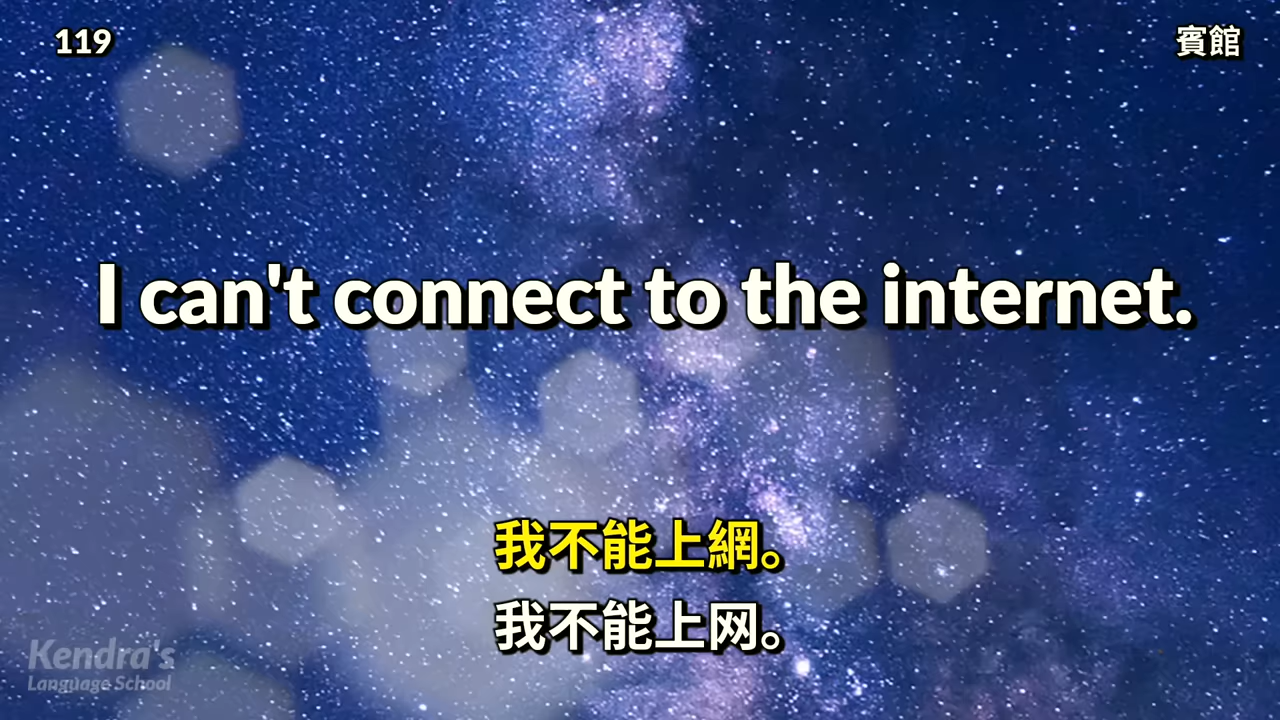 119
賓館
I can't connect to the internet.
我不能上網。
我不能上网。
Kendra's
Language School